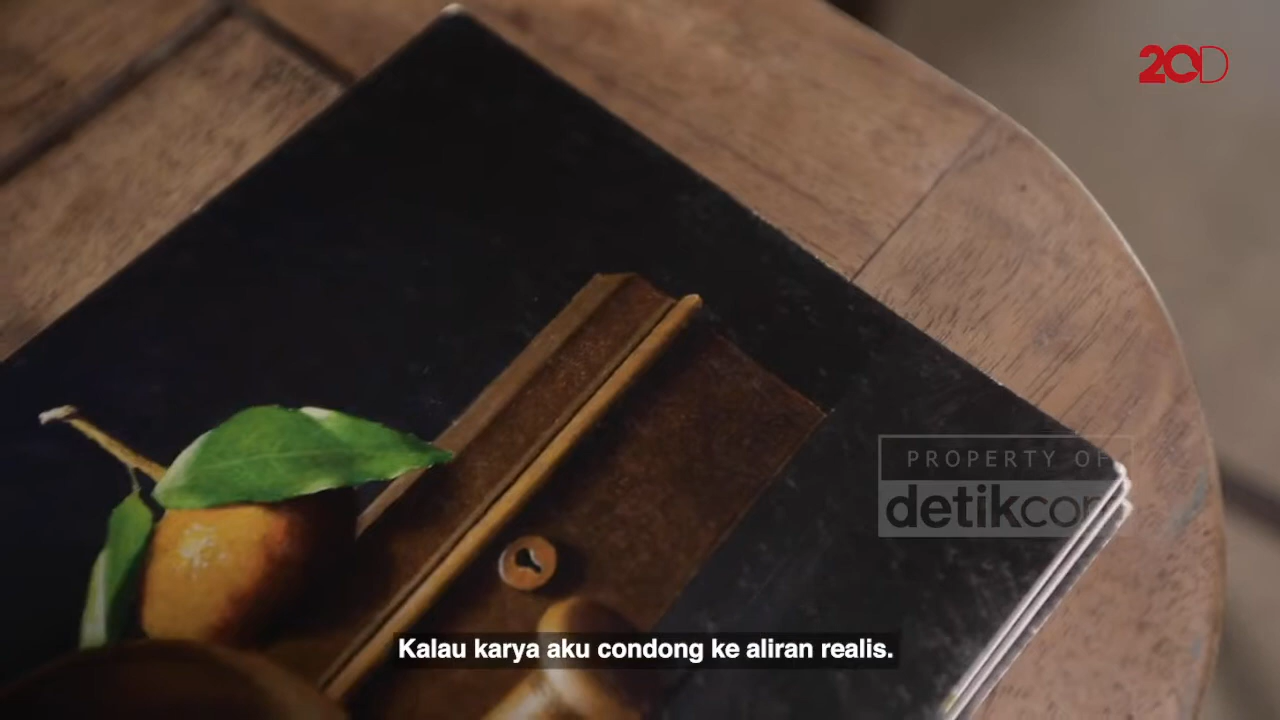 20D
PROPERTY OF
detikcom
Kalau karya aku condong ke aliran realis.